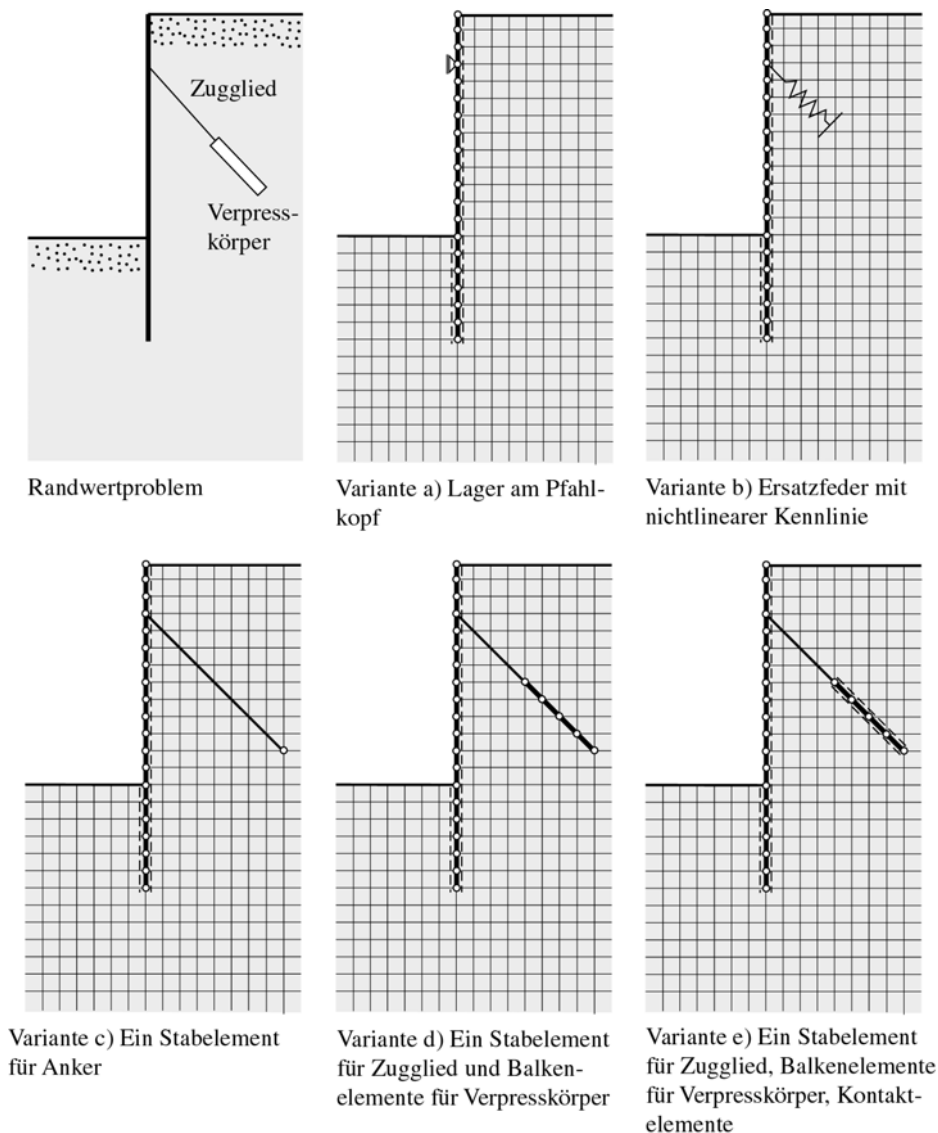 Zugglied
Verpress-
körper
Randwertproblem
Variante a) Lager am Pfahl-
kopf
Variante b) Ersatzfeder mit
nichtlinearer Kennlinie
Variante c) Ein Stabelement
für Anker
Variante d) Ein Stabelement
für Zugglied und Balken-
elemente für Verpresskörper
Variante e) Ein Stabelement
für Zugglied, Balkenelemente
für Verpresskörper, Kontakt-
elemente